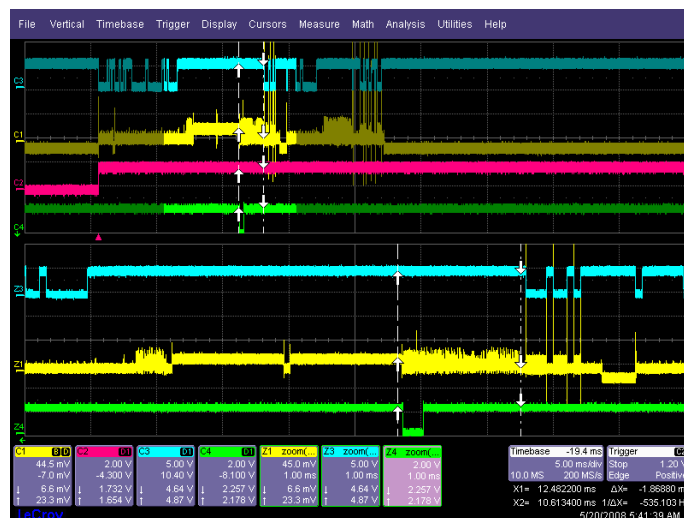 File Vertical Timebase Trigger Display Cursors Measure Math Analysis Utilities Help
C3
C1
C2
C4
Z3
Z1
Z4
C1 B D C2 D1 C3 D1 C4 D1 Z1 zoom(... Z3 zoom(... Z4 zoom(... Timebase -19.4 ms Trigger C2
44.5 mV 2.00 V 5.00 V 2.00 V 45.0 mV 5.00 V 2.00 V 5.00 ms/div Stop 1.20 V
-7.0 mV -4.300 V 10.40 V -8.100 V 1.00 ms 1.00 ms 1.00 ms 10.0 MS 200 MS/s Edge Positive
↓ 6.6 mV ↓ 1.732 V ↓ 4.64 V ↓ 2.257 V ↓ 6.6 mV ↓ 4.64 V ↓ 2.257 V X1= 12.482200 ms ΔX= -1.86880 m
↑ 23.3 mV ↑ 1.654 V ↑ 4.87 V ↑ 2.178 V ↑ 23.3 mV ↑ 4.87 V ↑ 2.178 V X2= 10.613400 ms 1/ΔX= -535.103 H
LeCroy 5/20/2008 5:41:39 AM